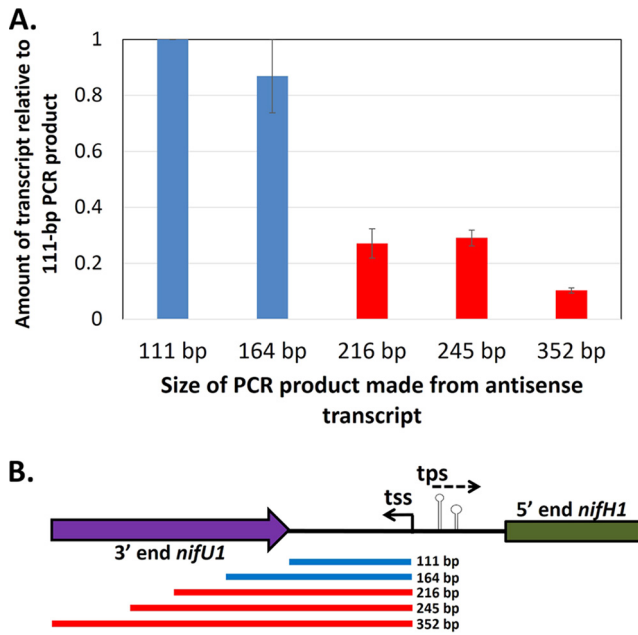 A.
Amount of transcript relative to
111-bp PCR product
1
0.8
0.6
0.4
0.2
0
111 bp 164 bp 216 bp 245 bp 352 bp
Size of PCR product made from antisense
transcript
B.
tps
tss
5’ end nifH1
3’ end nifU1
111 bp
164 bp
216 bp
245 bp
352 bp